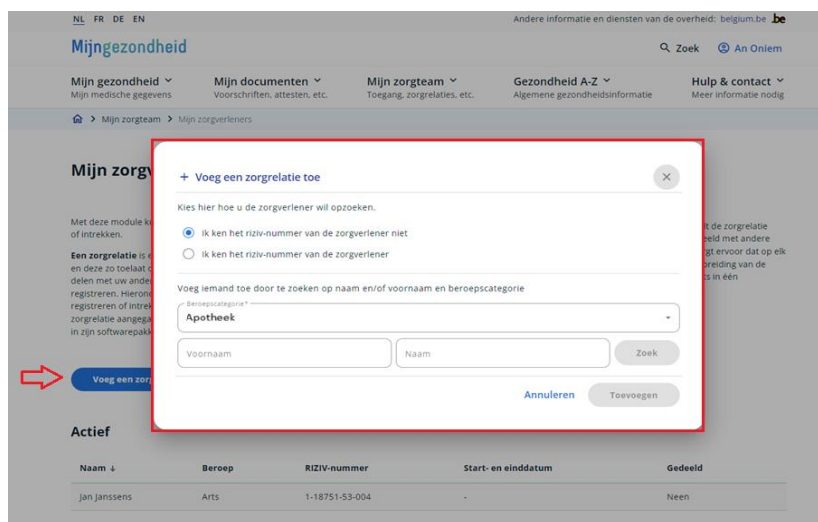 NL FR DE EN
Andere informatie en diensten van de overheid: belgium.be .be
Mijngezondheid
Zoek
An Oniem
Mijn gezondheid
Mijn documenten
Mijn zorgteam
Gezondheid A-Z
Hulp & contact
Mijn medische gegevens
Voorschriften, attesten, etc.
Toegang, zorgrelaties, etc.
Algemene gezondheidsinformatie
Meer informatie nodig
> Mijn zorgteam > Mijn zorgverleners
Mijn zorgv
Met deze module k
of intrekken.
Een zorgrelatie is e
en deze zo toelaat
delen met uw ande
registreren. Hieron
registreren of intrek
zorgrelatie aangega
in zijn softwarepakk
it de zorgrelatie
eeld met andere
rgt ervoor dat op elk
breiding van de
s in één
+ Voeg een zorgrelatie toe
Kies hier hoe u de zorgverlener wil opzoeken.
Ik ken het riziv-nummer van de zorgverlener niet
Ik ken het riziv-nummer van de zorgverlener
Voeg iemand toe door te zoeken op naam en/of voornaam en beroepscategorie
Beroepscategorie*
Apotheek
Voornaam
Naam
Zoek
Annuleren
Toevoegen
Voeg een zorg
Actief
Naam ↓ Beroep RIZIV-nummer Start- en einddatum Gedeeld
Jan Janssens Arts 1-18751-53-004 - Neen